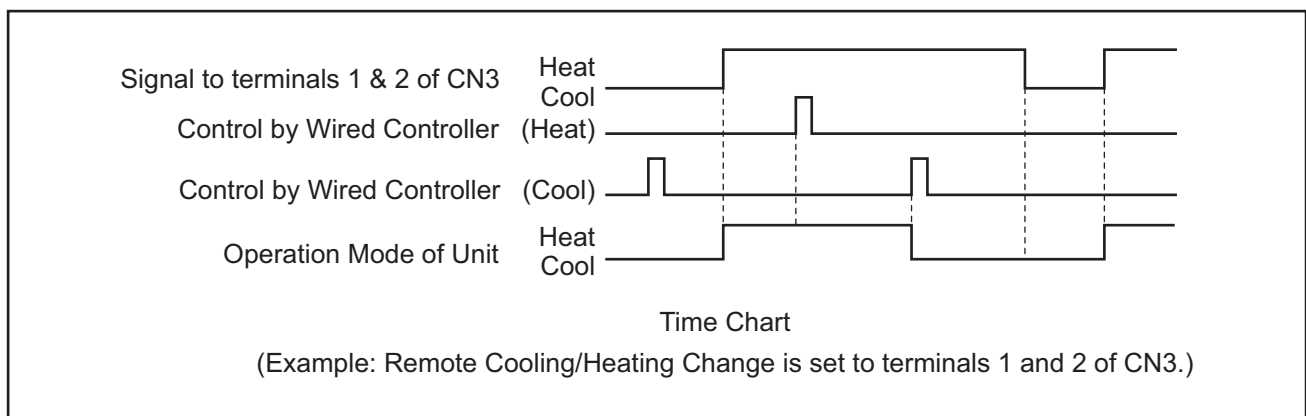 Signal to terminals 1 & 2 of CN3 Heat
Cool
Control by Wired Controller (Heat)
Control by Wired Controller (Cool)
Operation Mode of Unit Heat
Cool
Time Chart
(Example: Remote Cooling/Heating Change is set to terminals 1 and 2 of CN3.)